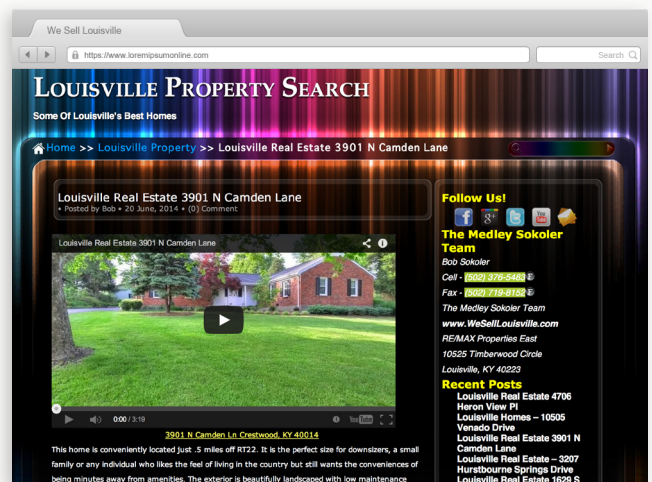 We Sell Louisville
https://www.loremipsumonline.com
Search
Louisville Property Search
Some Of Louisville's Best Homes
Home >> Louisville Property >> Louisville Real Estate 3901 N Camden Lane
Louisville Real Estate 3901 N Camden Lane
• Posted by Bob • 20 June, 2014 • (0) Comment
Louisville Real Estate 3901 N Camden Lane
0:00 / 3:19
YouTube
3901 N Camden Ln Crestwood, KY 40014
This home is conveniently located just .5 miles off RT22. It is the perfect size for downsizers, a small
family or any individual who likes the feel of living in the country but still wants the conveniences of
being minutes away from amenities. The exterior is beautifully landscaped with low maintenance
Follow Us!
f g+ You Tube
The Medley Sokoler
Team
Bob Sokoler
Cell - (502) 376-5483
Fax - (502) 719-8152
The Medley Sokoler Team
www.WeSellLouisville.com
RE/MAX Properties East
10525 Timberwood Circle
Louisville, KY 40223
Recent Posts
Louisville Real Estate 4706
Heron View Pl
Louisville Homes – 10505
Venado Drive
Louisville Real Estate 3901 N
Camden Lane
Louisville Real Estate – 3207
Hurstbourne Springs Drive
Louisville Real Estate 1629 S